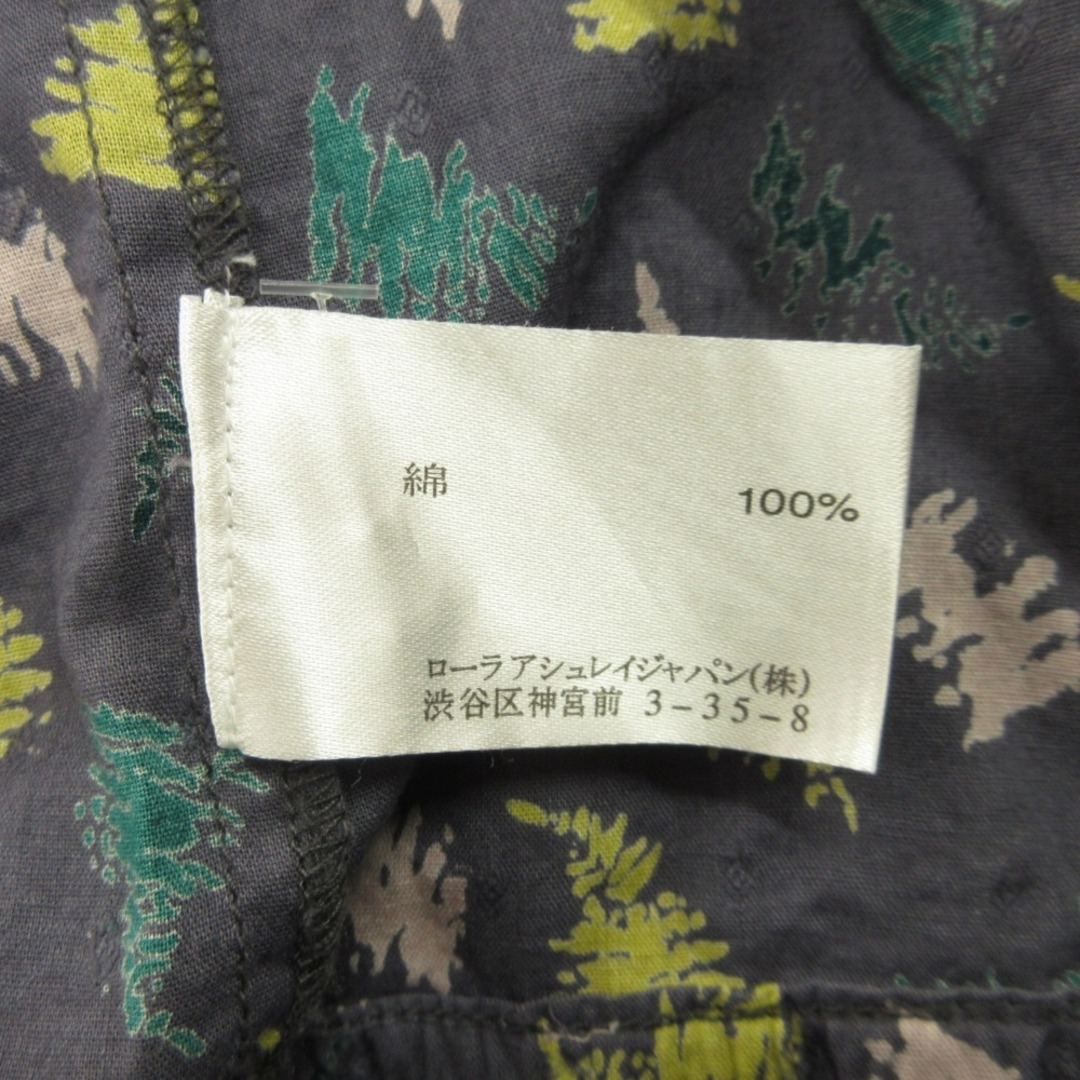 綿 100%
ローラ アシュレイジャパン(株)
渋谷区神宮前 3-35-8